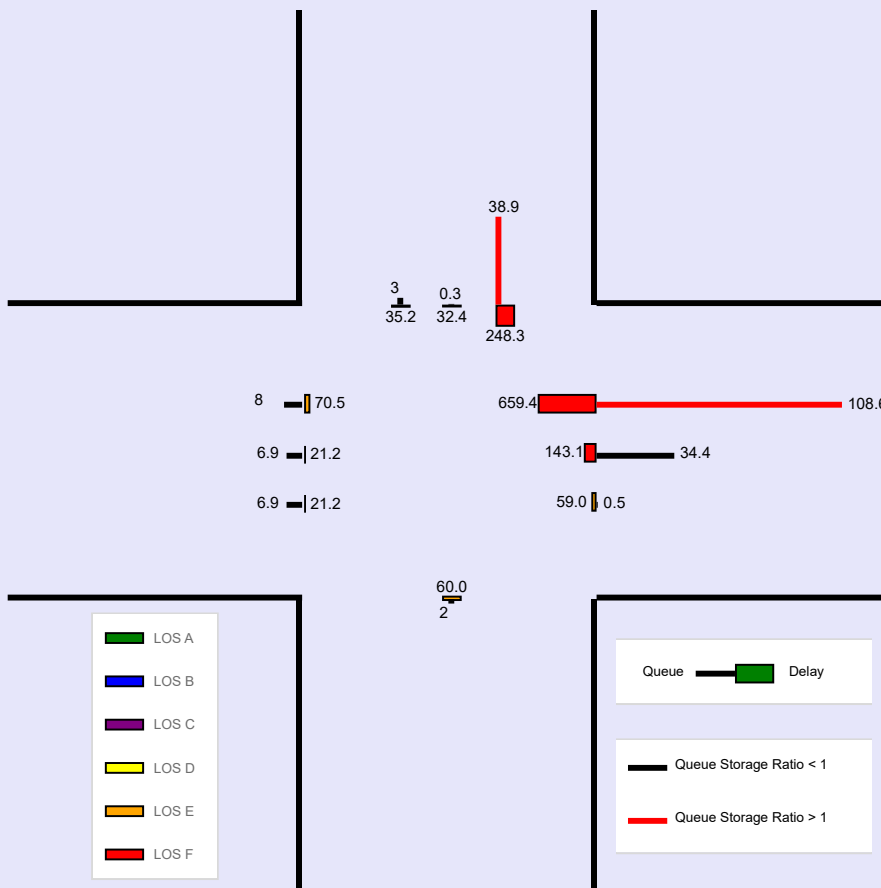 38.9
3
0.3
35.2
32.4
248.3
8
70.5
659.4
108.6
6.9
21.2
143.1
34.4
6.9
21.2
59.0
0.5
60.0
2
LOS A
LOS B
LOS C
LOS D
LOS E
LOS F
Queue
Delay
Queue Storage Ratio < 1
Queue Storage Ratio > 1